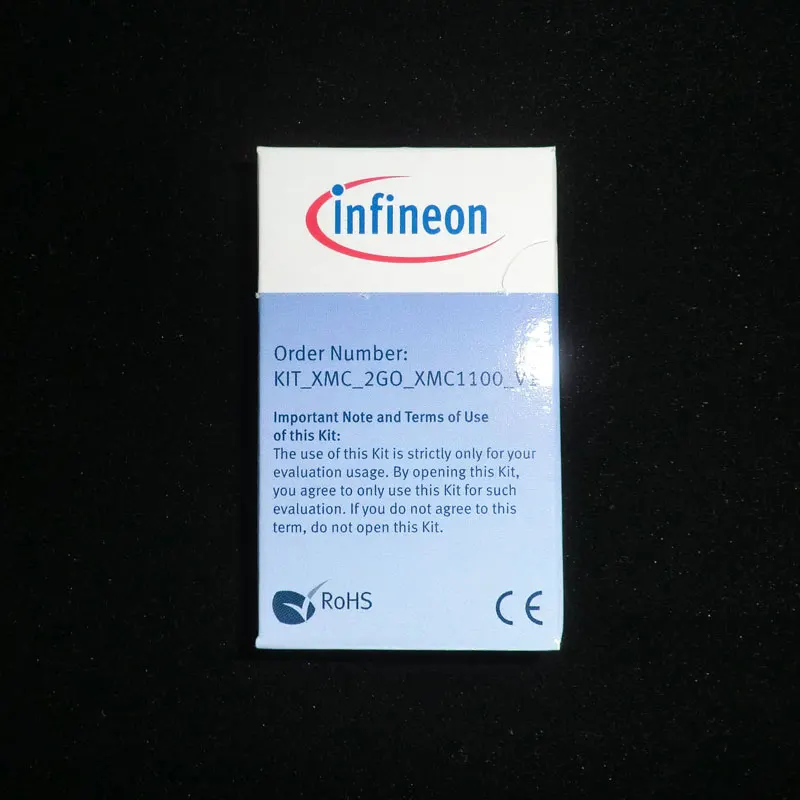 infineon
Order Number:
KIT_XMC_2GO_XMC1100_V1
Important Note and Terms of Use
of this Kit:
The use of this Kit is strictly only for your
evaluation usage. By opening this Kit,
you agree to only use this Kit for such
evaluation. If you do not agree to this
term, do not open this Kit.
RoHS
CE